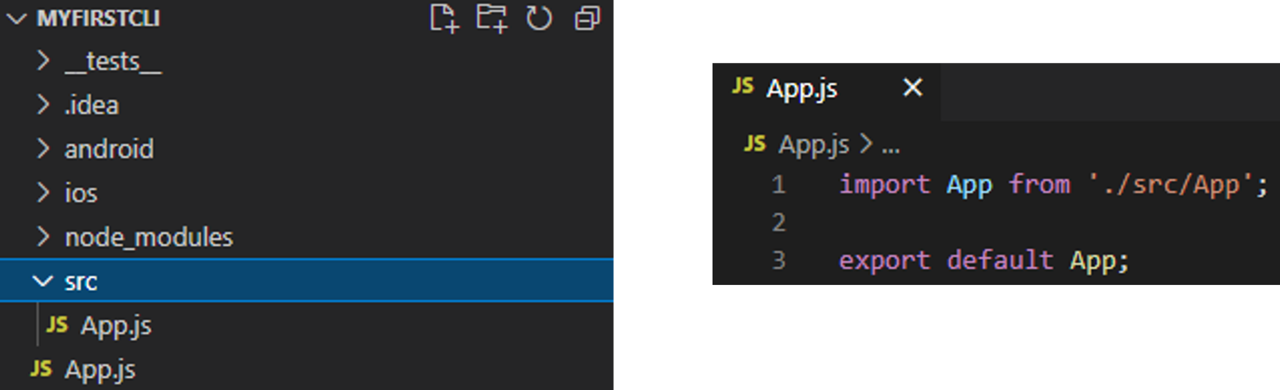 MYFIRSTCLI
__tests__
.idea
android
ios
node_modules
src
JS App.js
JS App.js
JS App.js
JS App.js > ...
1 import App from './src/App';
2
3 export default App;